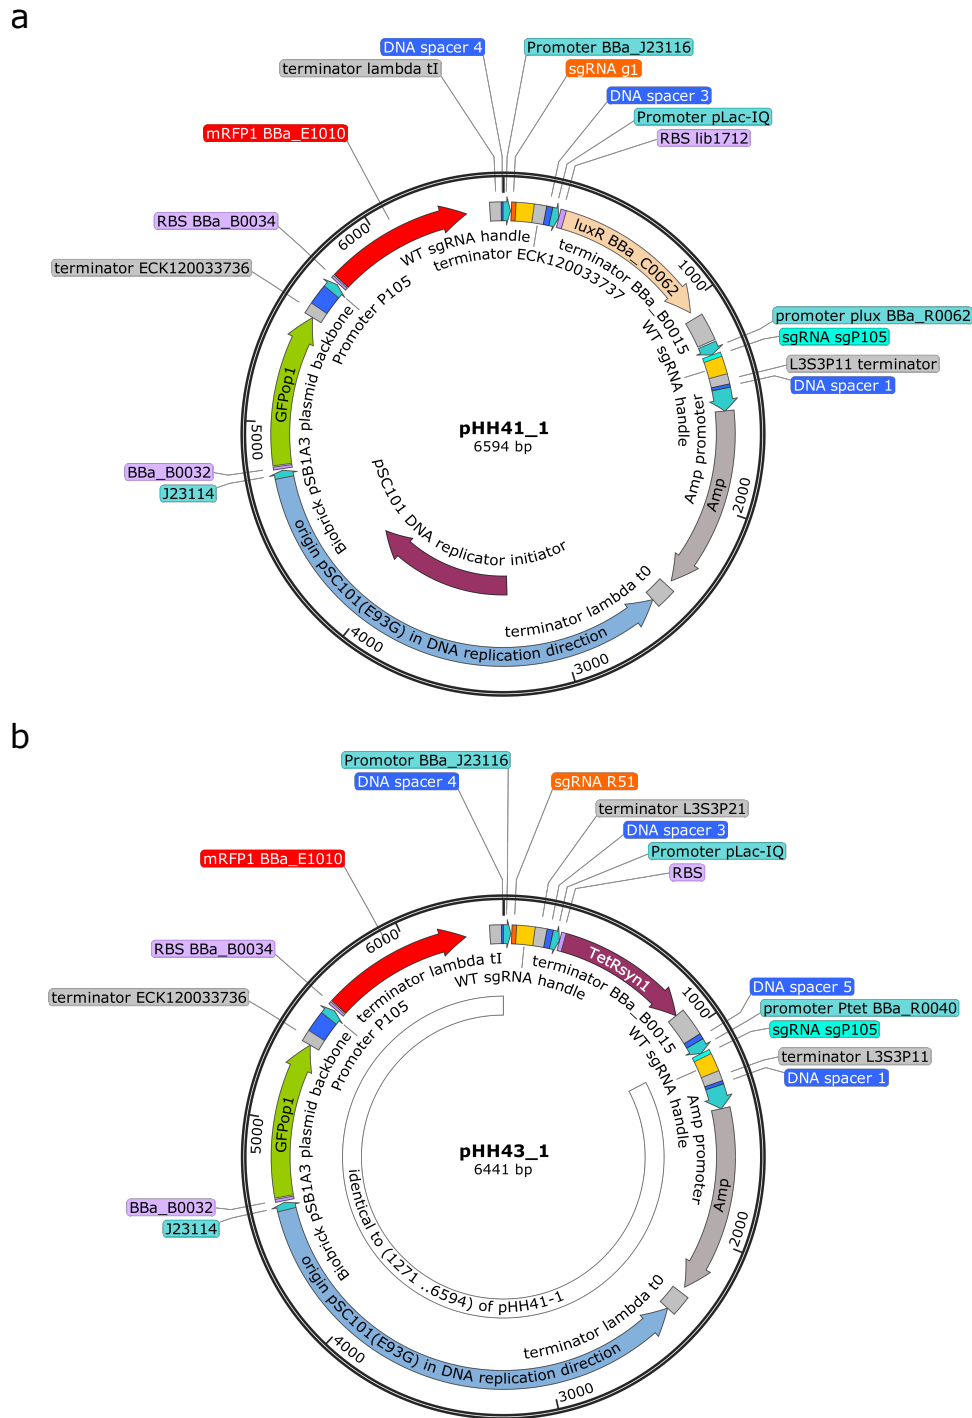 a
DNA spacer 4
Promoter BBa_J23116
terminator lambda tI
sgRNA g1
DNA spacer 3
Promoter pLac-IQ
mRFP1 BBa_E1010
RBS lib1712
RBS BBa_B0034
6000
WT sgRNA handle
luxR BBa_C0062
terminator ECK120033737
1000
terminator ECK120033736
Promoter P105
terminator BBa_B0015
promoter plux BBa_R0062
sgRNA sgP105
WT sgRNA handle
L3S3P11 terminator
DNA spacer 1
GFPop1
Biobrick pSB1A3 plasmid backbone
Amp promoter
pHH41_1
6594 bp
5000
BBa_B0032
J23114
pSC101 DNA replicator initiator
Amp
2000
origin pSC101(E93G) in DNA replication direction
terminator lambda t0
4000
3000
b
Promotor BBa_J23116
DNA spacer 4
sgRNA R51
terminator L3S3P21
DNA spacer 3
Promoter pLac-IQ
mRFP1 BBa_E1010
RBS
RBS BBa_B0034
6000
terminator lambda tI
WT sgRNA handle
TetRsyn1
terminator BBa_B0015
1000
DNA spacer 5
terminator ECK120033736
Promoter P105
promoter Ptet BBa_R0040
sgRNA sgP105
WT sgRNA handle
terminator L3S3P11
DNA spacer 1
GFPop1
Biobrick pSB1A3 plasmid backbone
Amp promoter
5000
pHH43_1
6441 bp
BBa_B0032
J23114
identical to (1271 ..6594) of pHH41-1
Amp
2000
origin pSC101(E93G) in DNA replication direction
terminator lambda t0
4000
3000